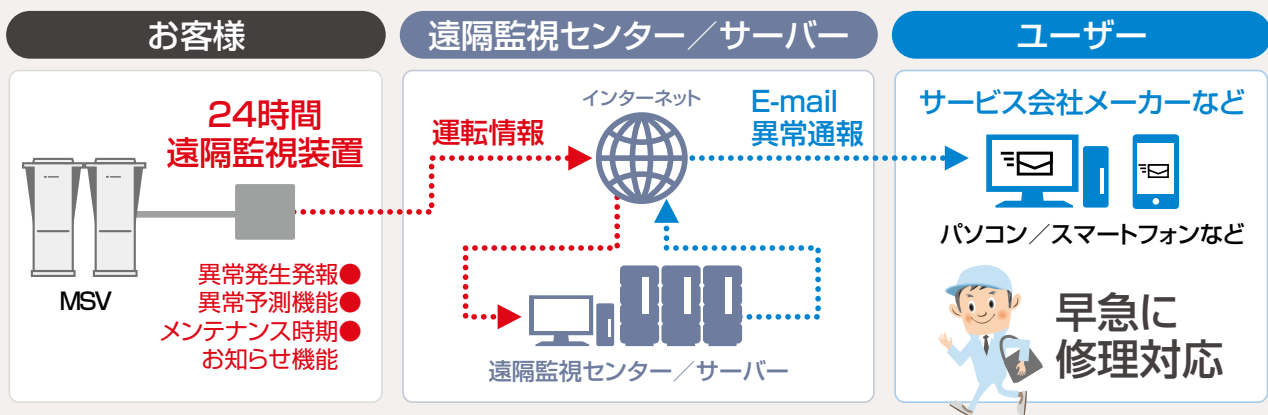 お客様
24時間
遠隔監視装置
MSV
異常発生発報●
異常予測機能●
メンテナンス時期●
お知らせ機能
遠隔監視センター／サーバー
インターネット
運転情報
E-mail
異常通報
遠隔監視センター／サーバー
ユーザー
サービス会社メーカーなど
パソコン／スマートフォンなど
早急に
修理対応